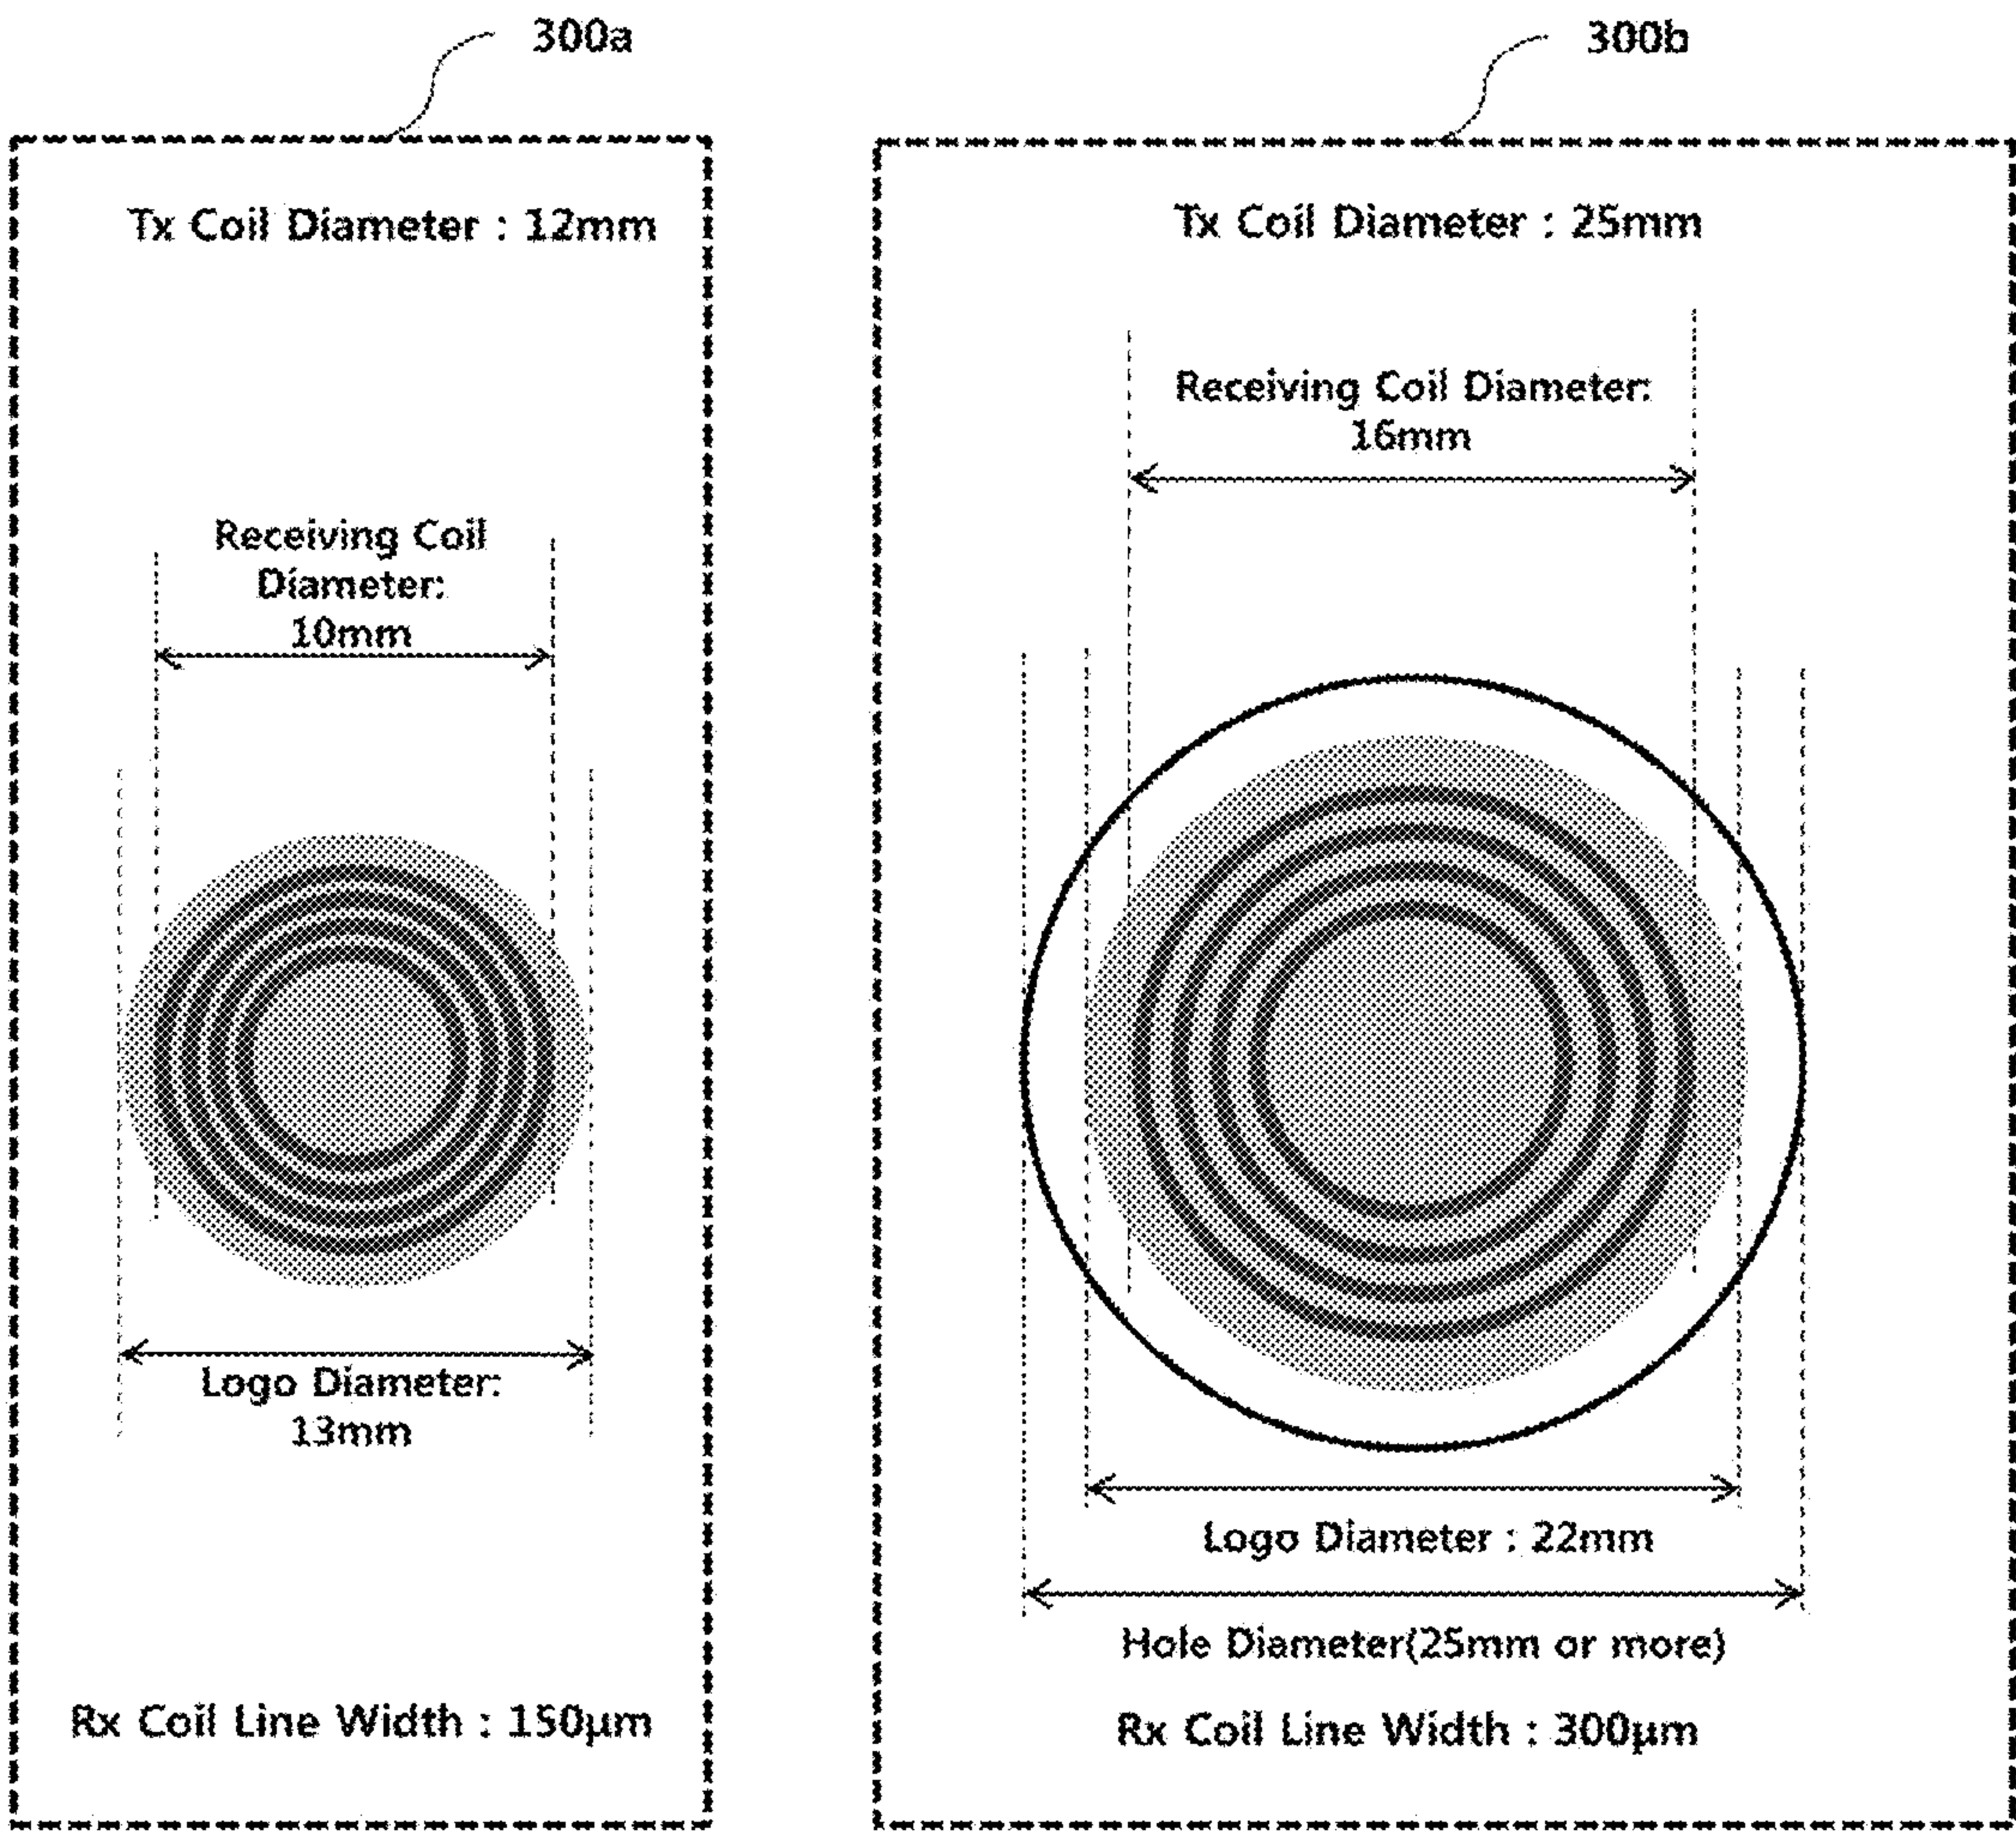 300a
Tx Coil Diameter : 12mm
Receiving Coil
Diameter:
10mm
Logo Diameter:
13mm
Rx Coil Line Width : 150μm
300b
Tx Coil Diameter : 25mm
Receiving Coil Diameter:
16mm
Logo Diameter : 22mm
Hole Diameter(25mm or more)
Rx Coil Line Width : 300μm